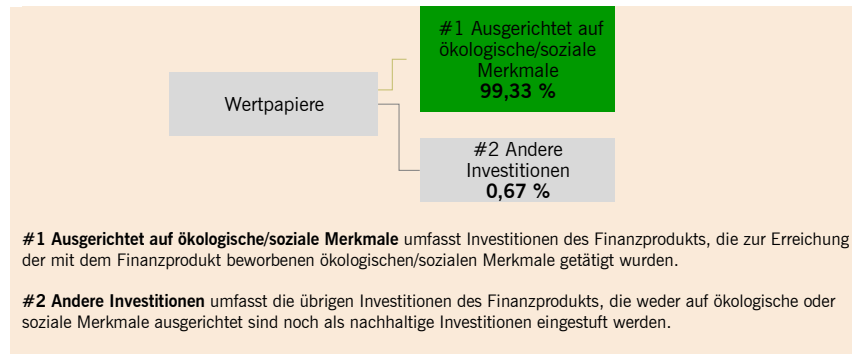 #1 Ausgerichtet auf
ökologische/soziale
Merkmale
99,33 %
Wertpapiere
#2 Andere
Investitionen
0,67 %
#1 Ausgerichtet auf ökologische/soziale Merkmale umfasst Investitionen des Finanzprodukts, die zur Erreichung
der mit dem Finanzprodukt beworbenen ökologischen/sozialen Merkmale getätigt wurden.
#2 Andere Investitionen umfasst die übrigen Investitionen des Finanzprodukts, die weder auf ökologische oder
soziale Merkmale ausgerichtet sind noch als nachhaltige Investitionen eingestuft werden.